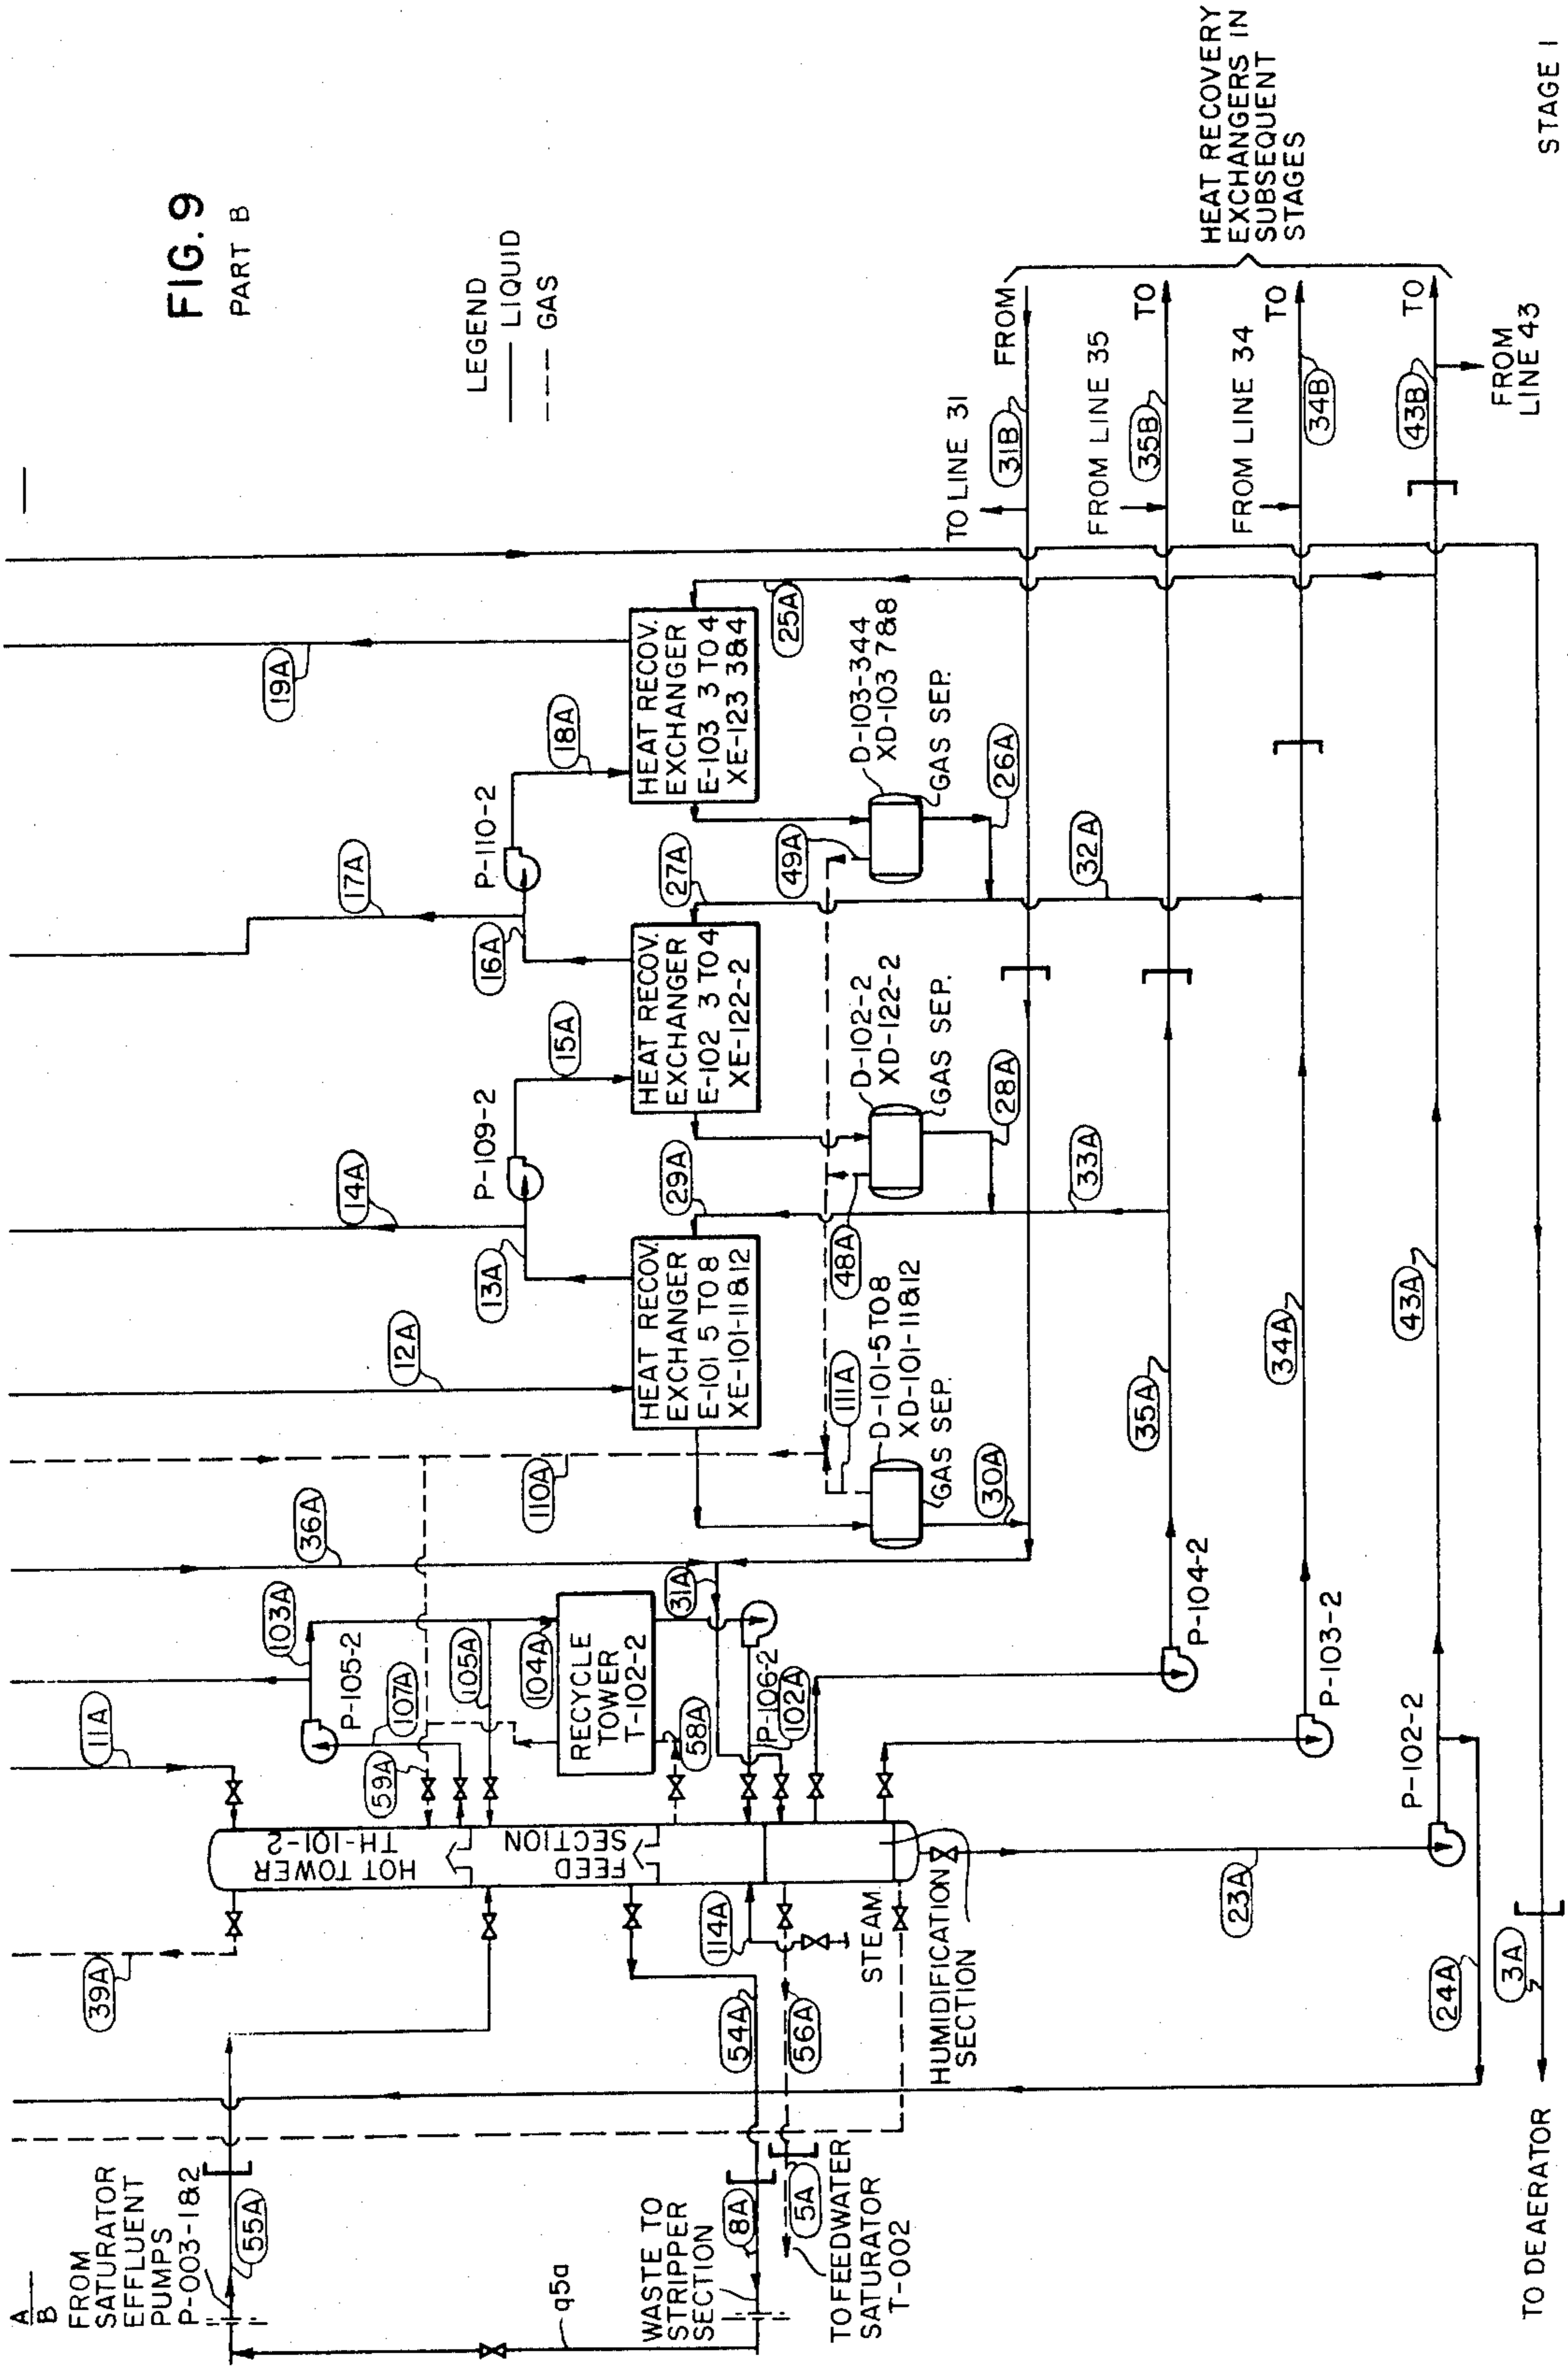 FIG. 9
PART B
LEGEND
LIQUID
GAS
A
B
FROM
SATURATOR
EFFLUENT
PUMPS
P-003-1&2
55A
39A
11A
103A
36A
12A
14A
17A
19A
HOT TOWER
TH-101-2
P-105-2
107A
59A
105A
104A
RECYCLE
TOWER
T-102-2
58A
31A
P-106-2
102A
110A
13A
P-109-2
15A
16A
P-110-2
18A
HEAT RECOV.
EXCHANGER
E-101 5 TO 8
XE-101-11&12
HEAT RECOV.
EXCHANGER
E-102 3 TO 4
XE-122-2
HEAT RECOV.
EXCHANGER
E-103 3 TO 4
XE-123 3&4
29A
27A
25A
111A
48A
49A
D-101-5 TO 8
XD-101-11&12
GAS SEP.
D-102-2
XD-122-2
GAS SEP.
D-103-344
XD-103 7&8
GAS SEP.
30A
28A
26A
33A
32A
FEED
SECTION
114A
STEAM
HUMIDIFICATION
SECTION
54A
56A
q5a
WASTE TO
STRIPPER
SECTION
8A
5A
TO FEEDWATER
SATURATOR
T-002
TO LINE 31
31B
FROM
FROM LINE 35
35B
TO
FROM LINE 34
34B
TO
43B
TO
FROM
LINE 43
HEAT RECOVERY
EXCHANGERS IN
SUBSEQUENT
STAGES
P-104-2
35A
P-103-2
34A
P-102-2
43A
23A
24A
3A
TO DEAERATOR
STAGE 1